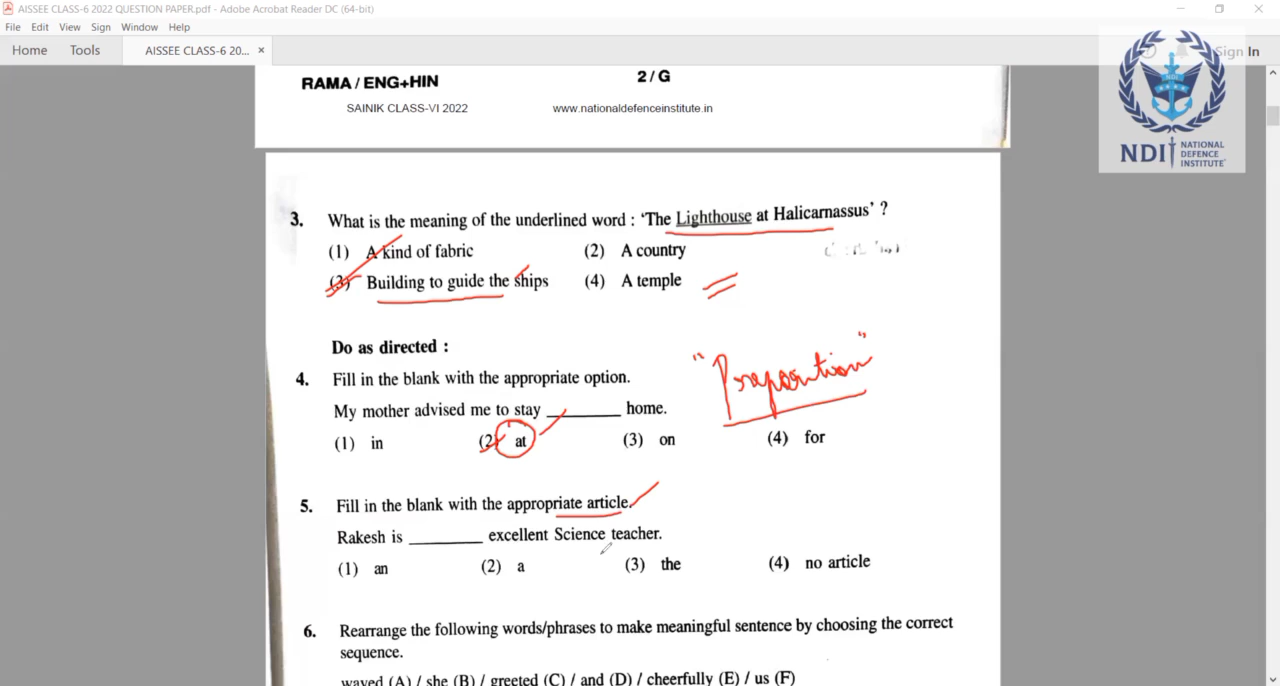 AISSEE CLASS-6 2022 QUESTION PAPER.pdf - Adobe Acrobat Reader DC (64-bit)
File Edit View Sign Window Help
Home Tools AISSEE CLASS-6 20... × Sign In
NDI NATIONAL DEFENCE INSTITUTE
RAMA / ENG+HIN 2 / G
SAINIK CLASS-VI 2022 www.nationaldefenceinstitute.in
3. What is the meaning of the underlined word : 'The Lighthouse at Halicarnassus' ?
(1) A kind of fabric (2) A country
(3) Building to guide the ships (4) A temple
Do as directed :
"Preposition"
4. Fill in the blank with the appropriate option.
My mother advised me to stay ________ home.
(1) in (2) at (3) on (4) for
5. Fill in the blank with the appropriate article.
Rakesh is ________ excellent Science teacher.
(1) an (2) a (3) the (4) no article
6. Rearrange the following words/phrases to make meaningful sentence by choosing the correct
sequence.
waved (A) / she (B) / greeted (C) / and (D) / cheerfully (E) / us (F)